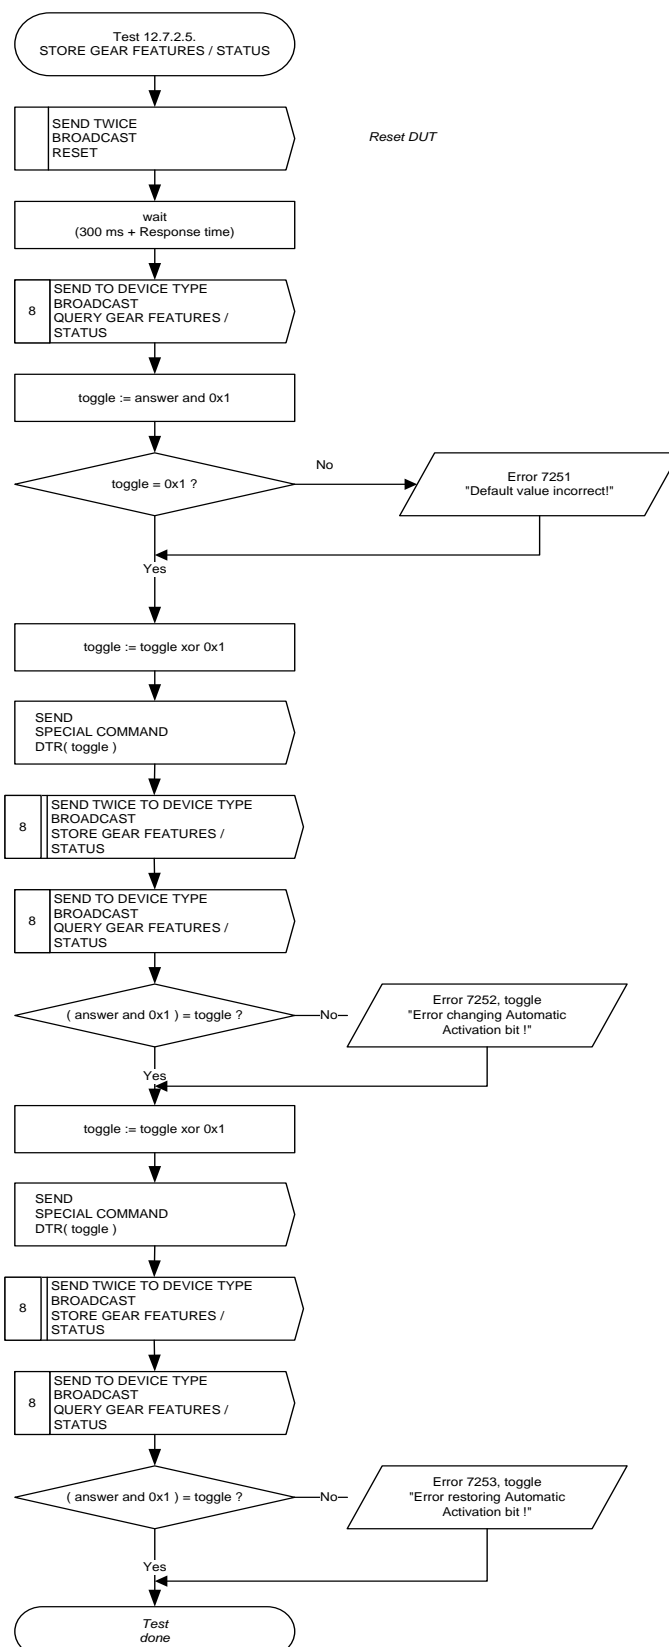 Test 12.7.2.5.
STORE GEAR FEATURES / STATUS
SEND TWICE
BROADCAST
RESET
Reset DUT
wait
(300 ms + Response time)
8
SEND TO DEVICE TYPE
BROADCAST
QUERY GEAR FEATURES /
STATUS
toggle := answer and 0x1
toggle = 0x1 ?
No
Error 7251
"Default value incorrect!"
Yes
toggle := toggle xor 0x1
SEND
SPECIAL COMMAND
DTR( toggle )
8
SEND TWICE TO DEVICE TYPE
BROADCAST
STORE GEAR FEATURES /
STATUS
8
SEND TO DEVICE TYPE
BROADCAST
QUERY GEAR FEATURES /
STATUS
( answer and 0x1 ) = toggle ?
No
Error 7252, toggle
"Error changing Automatic
Activation bit !"
Yes
toggle := toggle xor 0x1
SEND
SPECIAL COMMAND
DTR( toggle )
8
SEND TWICE TO DEVICE TYPE
BROADCAST
STORE GEAR FEATURES /
STATUS
8
SEND TO DEVICE TYPE
BROADCAST
QUERY GEAR FEATURES /
STATUS
( answer and 0x1 ) = toggle ?
No
Error 7253, toggle
"Error restoring Automatic
Activation bit !"
Yes
Test
done